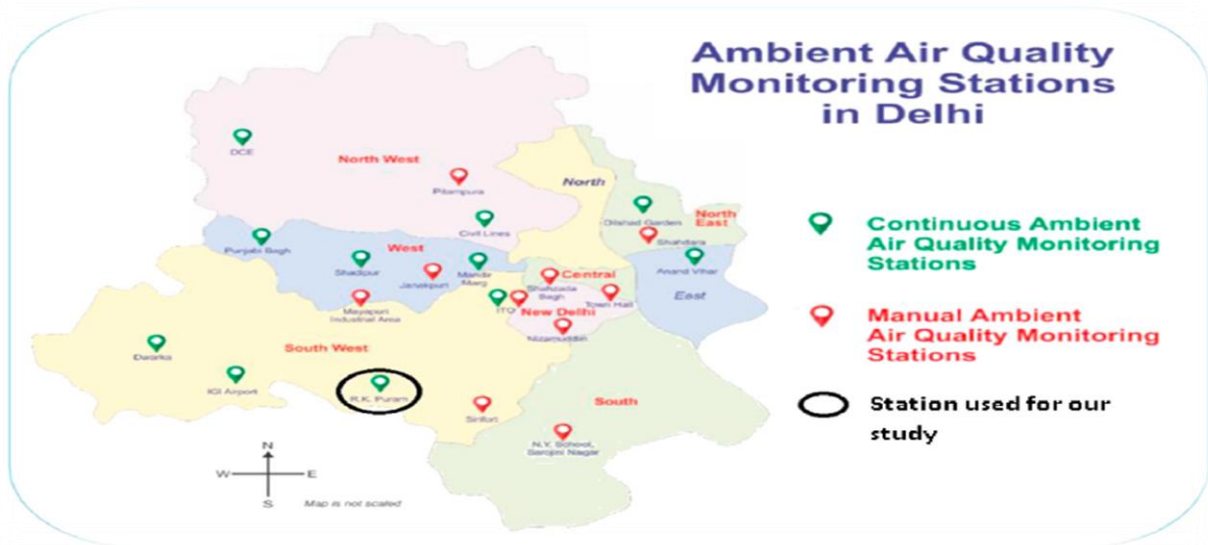 Ambient Air Quality
Monitoring Stations
in Delhi
DCE
North West
Pitampura
North
Dilshad Garden
North
East
Shahdara
Civil Lines
Punjabi Bagh
West
Shadipur
Janakpuri
Mandir
Marg
Central
Shahzada
Bagh
Town Hall
Anand Vihar
East
Mayapuri
Industrial Area
ITO
New Delhi
Nizamuddin
South West
Dwarka
IGI Airport
R.K. Puram
Sirifort
South
N.Y. School,
Sarojini Nagar
N
W
E
S
Map is not scaled
Continuous Ambient
Air Quality Monitoring
Stations
Manual Ambient
Air Quality Monitoring
Stations
Station used for our
study